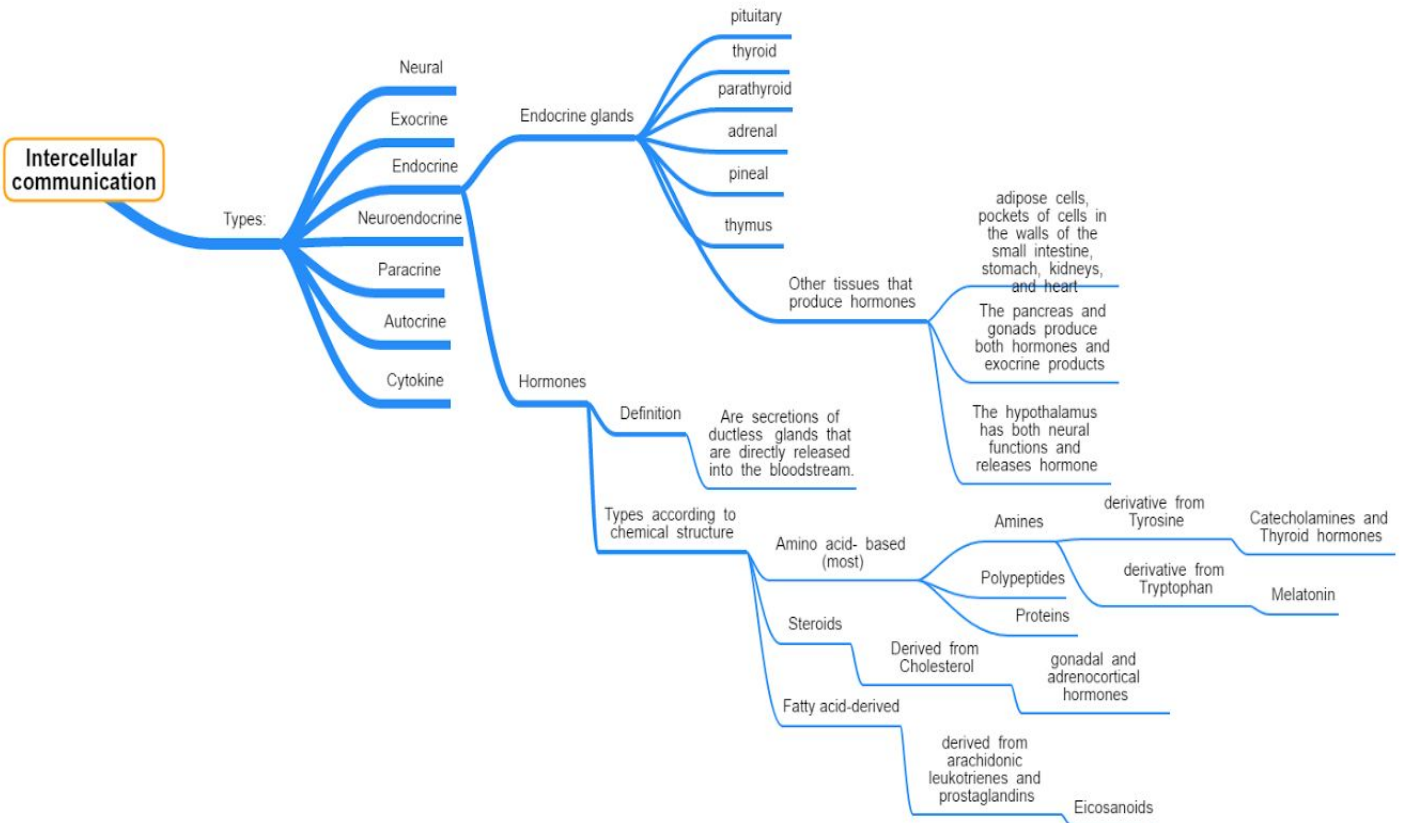 Intercellular
communication
Types:
Neural
Exocrine
Endocrine
Neuroendocrine
Paracrine
Autocrine
Cytokine
Endocrine glands
pituitary
thyroid
parathyroid
adrenal
pineal
thymus
Other tissues that
produce hormones
adipose cells,
pockets of cells in
the walls of the
small intestine,
stomach, kidneys,
and heart
The pancreas and
gonads produce
both hormones and
exocrine products
The hypothalamus
has both neural
functions and
releases hormone
Hormones
Definition
Are secretions of
ductless glands that
are directly released
into the bloodstream.
Types according to
chemical structure
Amino acid- based
(most)
Amines
derivative from
Tyrosine
Catecholamines and
Thyroid hormones
derivative from
Tryptophan
Melatonin
Polypeptides
Proteins
Steroids
Derived from
Cholesterol
gonadal and
adrenocortical
hormones
Fatty acid-derived
derived from
arachidonic
leukotrienes and
prostaglandins
Eicosanoids